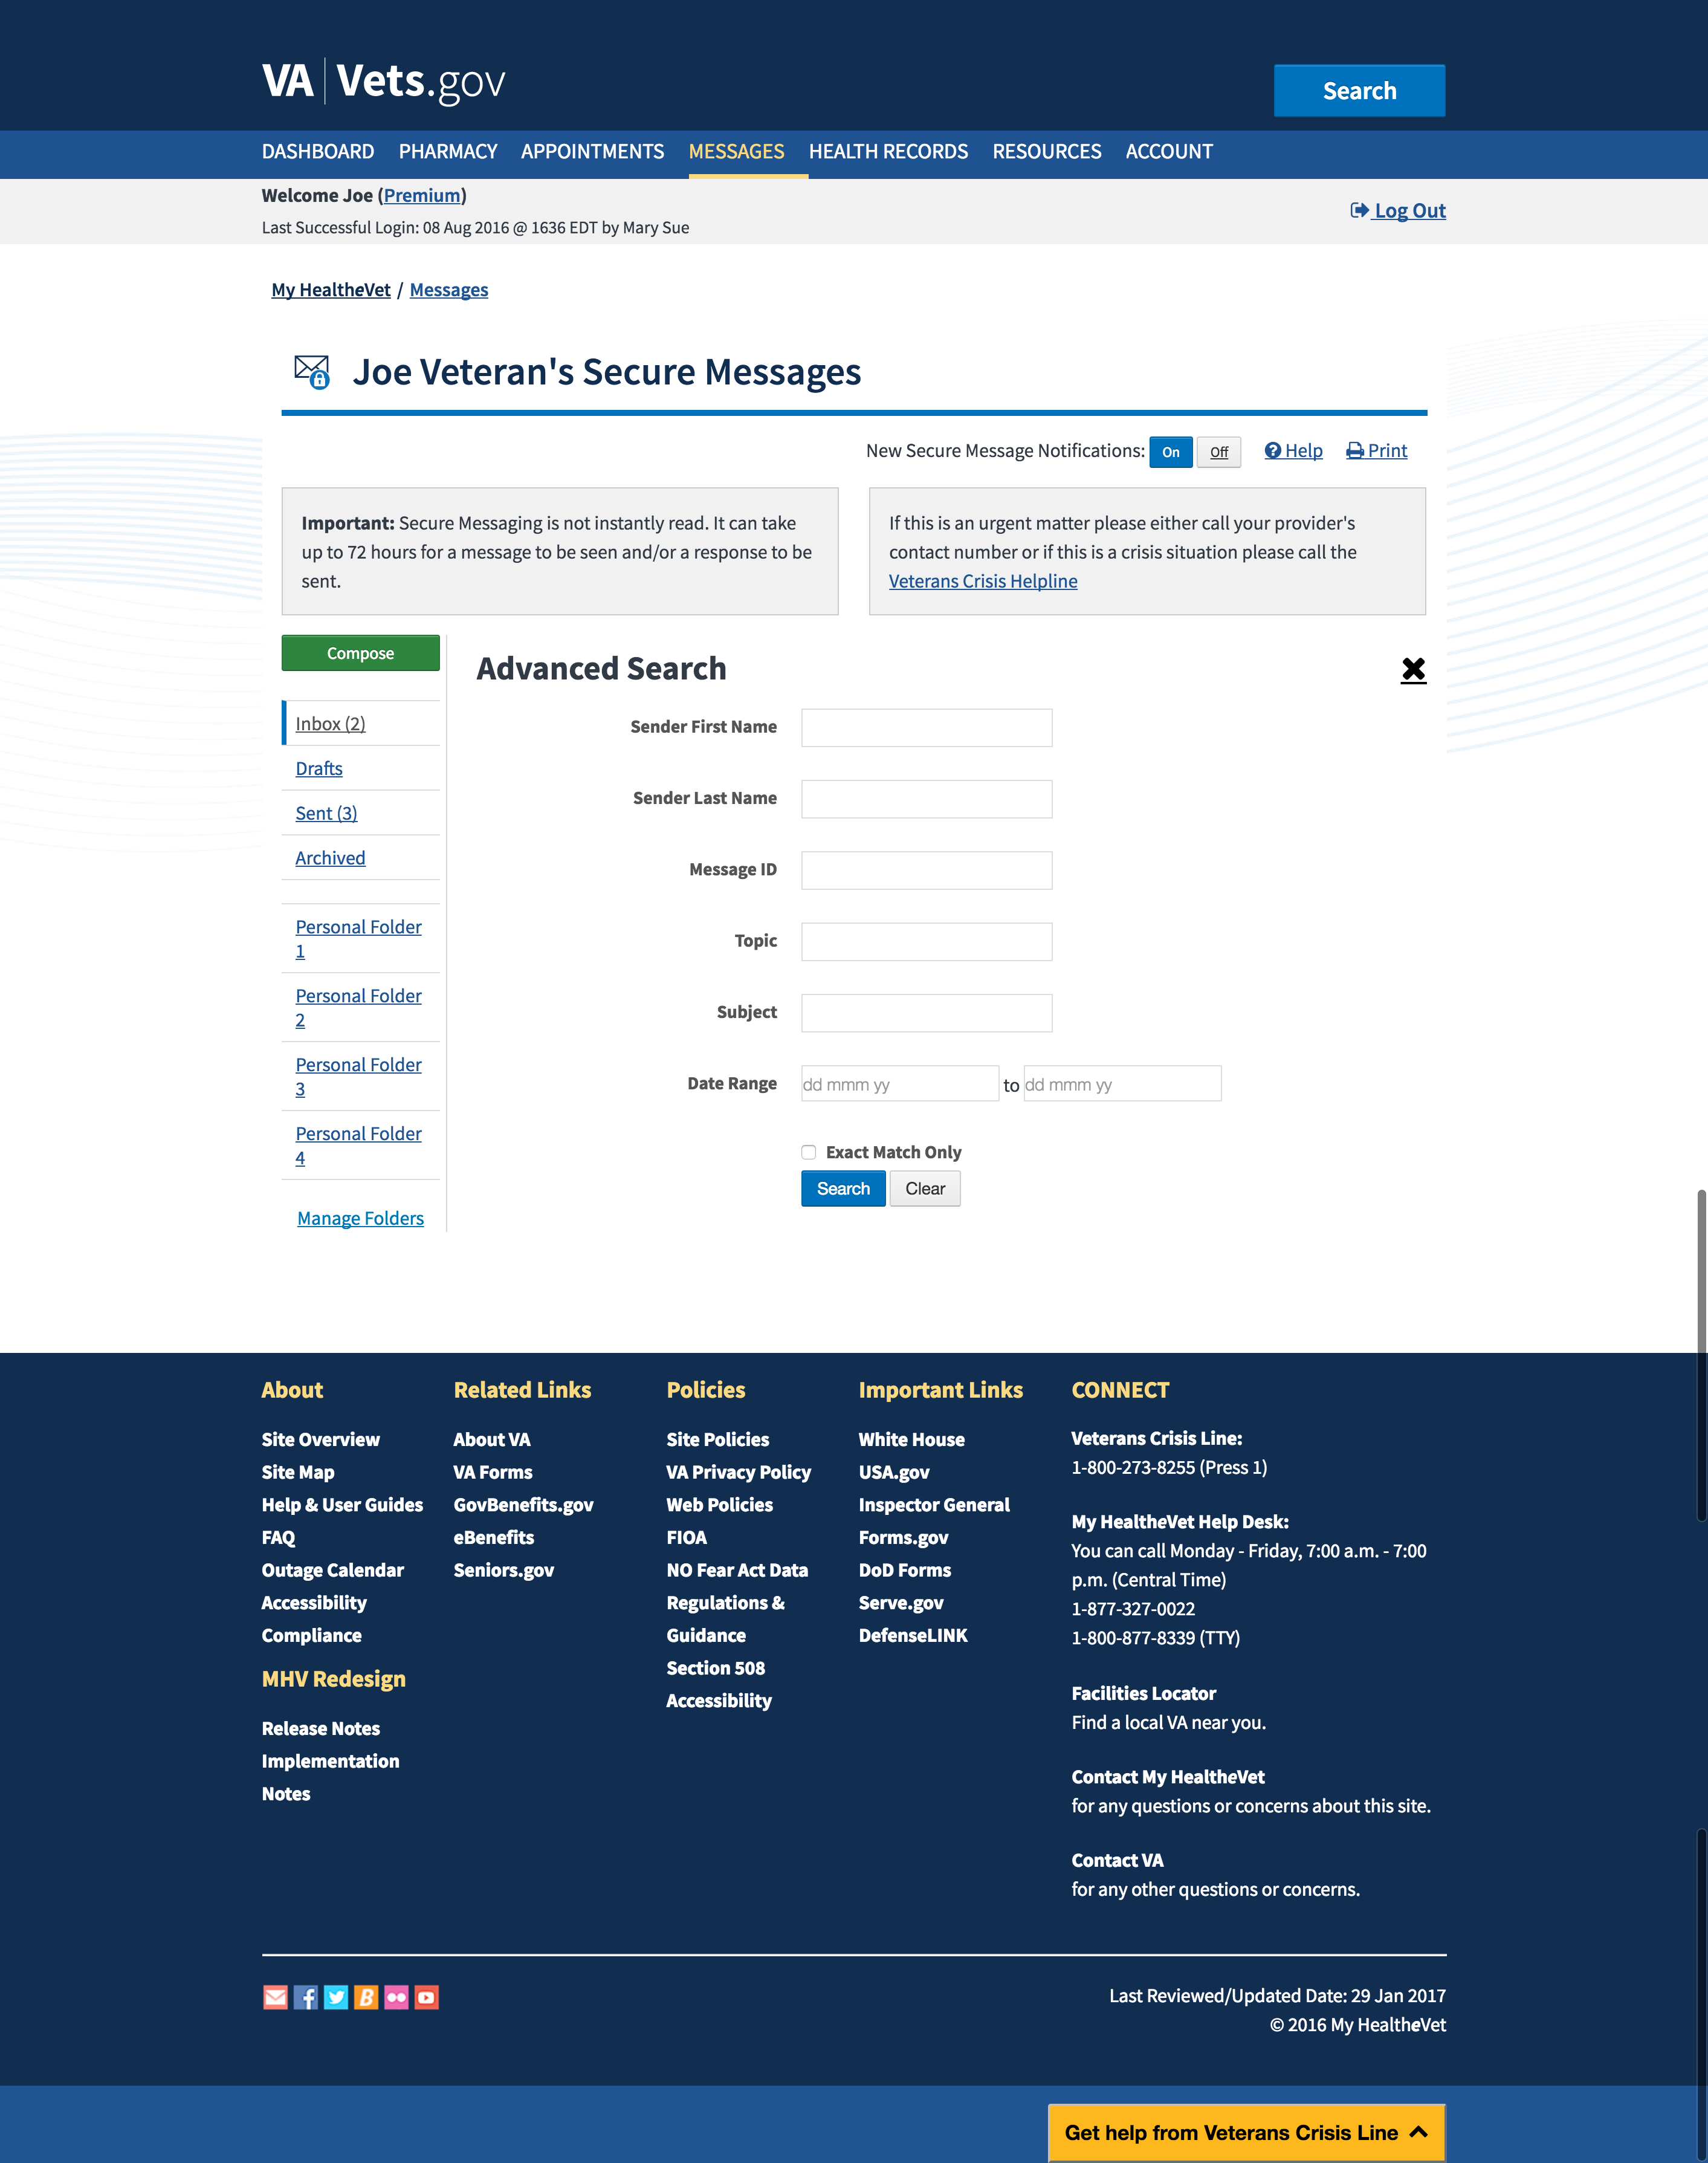 VA | Vets.gov
Search
DASHBOARD PHARMACY APPOINTMENTS MESSAGES HEALTH RECORDS RESOURCES ACCOUNT
Welcome Joe (Premium)
Last Successful Login: 08 Aug 2016 @ 1636 EDT by Mary Sue
Log Out
My HealtheVet / Messages
Joe Veteran's Secure Messages
New Secure Message Notifications: On Off Help Print
Important: Secure Messaging is not instantly read. It can take
up to 72 hours for a message to be seen and/or a response to be
sent.
If this is an urgent matter please either call your provider's
contact number or if this is a crisis situation please call the
Veterans Crisis Helpline
Compose
Inbox (2)
Drafts
Sent (3)
Archived
Personal Folder
1
Personal Folder
2
Personal Folder
3
Personal Folder
4
Manage Folders
Advanced Search
Sender First Name
Sender Last Name
Message ID
Topic
Subject
Date Range dd mmm yy to dd mmm yy
Exact Match Only
Search Clear
About
Site Overview
Site Map
Help & User Guides
FAQ
Outage Calendar
Accessibility
Compliance
MHV Redesign
Release Notes
Implementation
Notes
Related Links
About VA
VA Forms
GovBenefits.gov
eBenefits
Seniors.gov
Policies
Site Policies
VA Privacy Policy
Web Policies
FIOA
NO Fear Act Data
Regulations &
Guidance
Section 508
Accessibility
Important Links
White House
USA.gov
Inspector General
Forms.gov
DoD Forms
Serve.gov
DefenseLINK
CONNECT
Veterans Crisis Line:
1-800-273-8255 (Press 1)
My HealtheVet Help Desk:
You can call Monday - Friday, 7:00 a.m. - 7:00
p.m. (Central Time)
1-877-327-0022
1-800-877-8339 (TTY)
Facilities Locator
Find a local VA near you.
Contact My HealtheVet
for any questions or concerns about this site.
Contact VA
for any other questions or concerns.
Last Reviewed/Updated Date: 29 Jan 2017
© 2016 My HealtheVet
Get help from Veterans Crisis Line